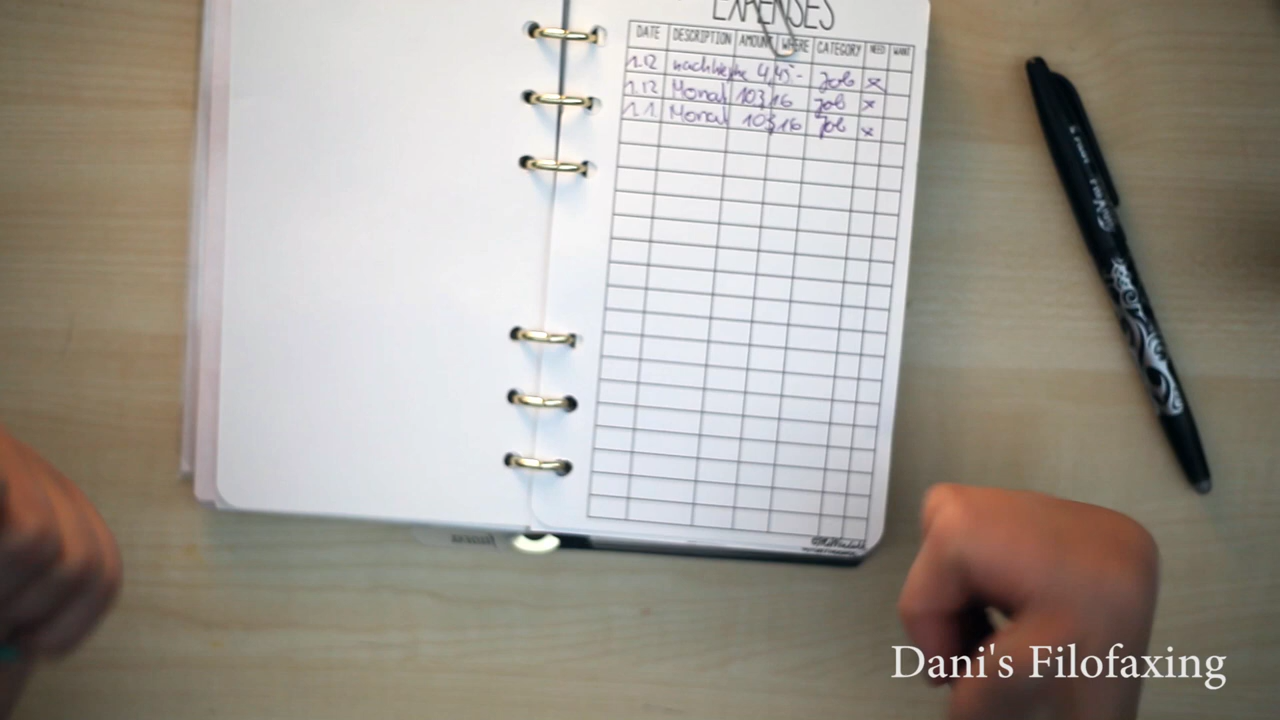 EXPENSES
DATE DESCRIPTION AMOUNT WHERE CATEGORY NEED WANT
1.12 4,45- Job x
1.12 Monat 103,16 Job x
1.1. Monat 103,16 Job x
Dani's Filofaxing